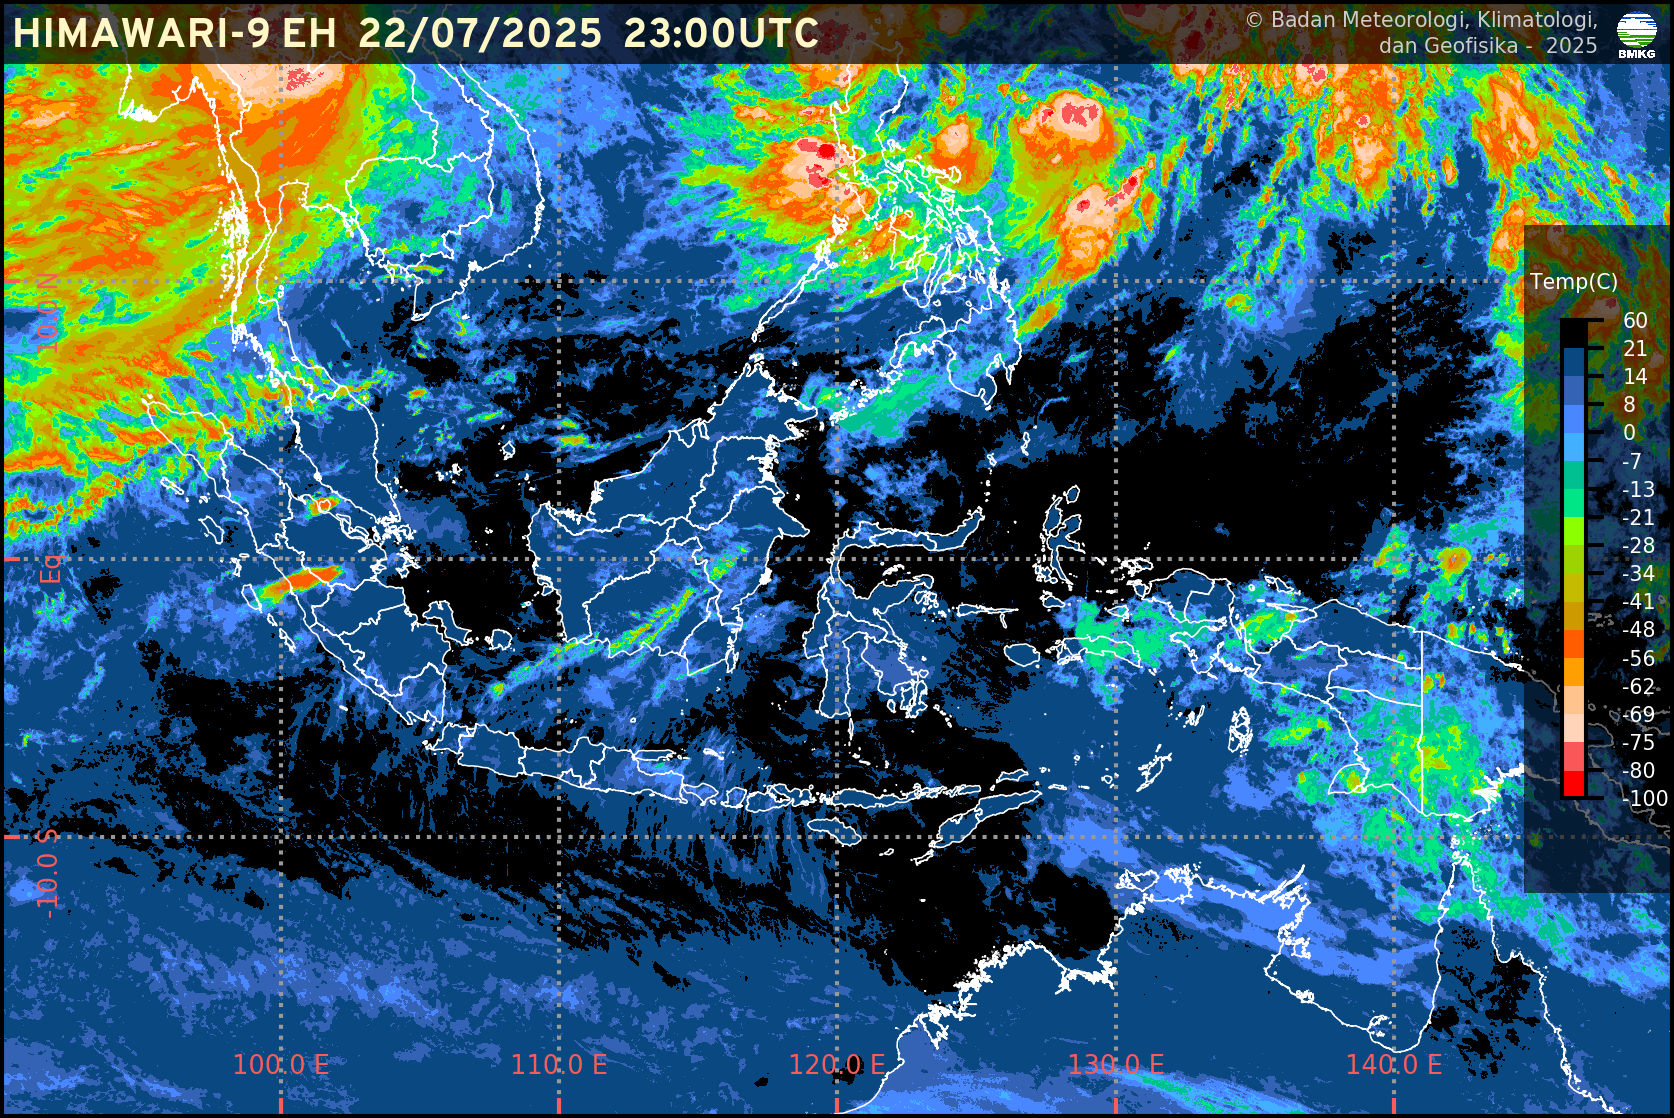 HIMAWARI-9 EH 22/07/2025 23:00UTC
© Badan Meteorologi, Klimatologi,
dan Geofisika - 2025
BMKG
Temp(C)
60
21
14
8
0
-7
-13
-21
-28
-34
-41
-48
-56
-62
-69
-75
-80
-100
10.0 N
Eq
-10.0 S
100.0 E
110.0 E
120.0 E
130.0 E
140.0 E